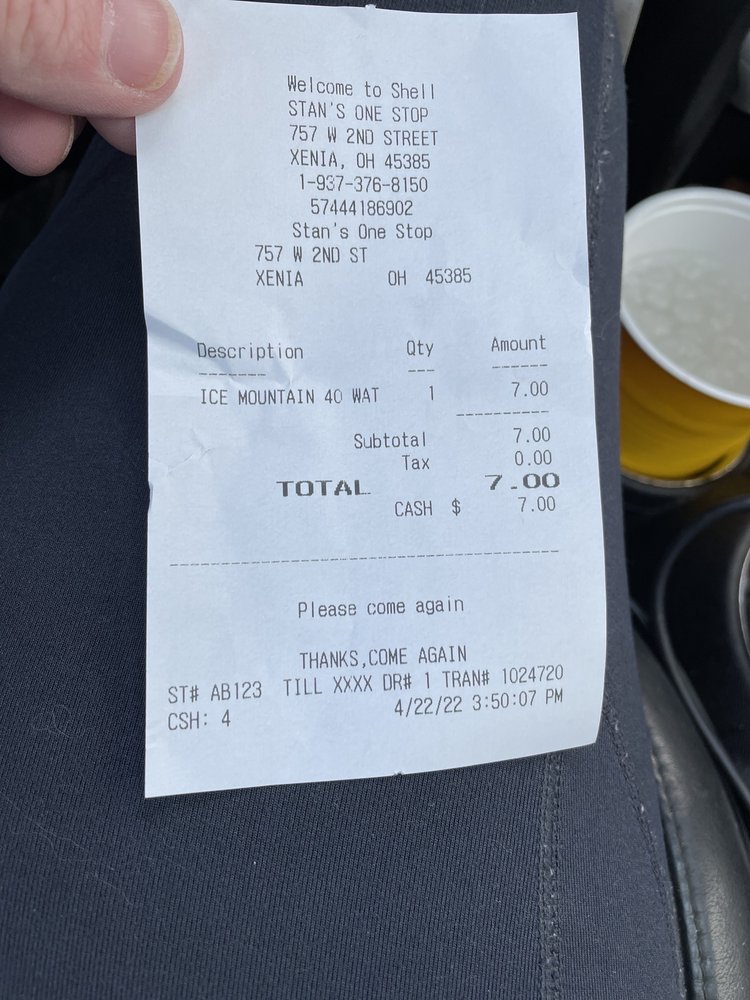 Welcome to Shell
STAN'S ONE STOP
757 W 2ND STREET
XENIA, OH 45385
1-937-376-8150
57444186902
Stan's One Stop
757 W 2ND ST
XENIA OH 45385
Description Qty Amount
ICE MOUNTAIN 40 WAT 1 7.00
Subtotal 7.00
Tax 0.00
TOTAL 7.00
CASH $ 7.00
Please come again
THANKS,COME AGAIN
ST# AB123 TILL XXXX DR# 1 TRAN# 1024720
CSH: 4 4/22/22 3:50:07 PM